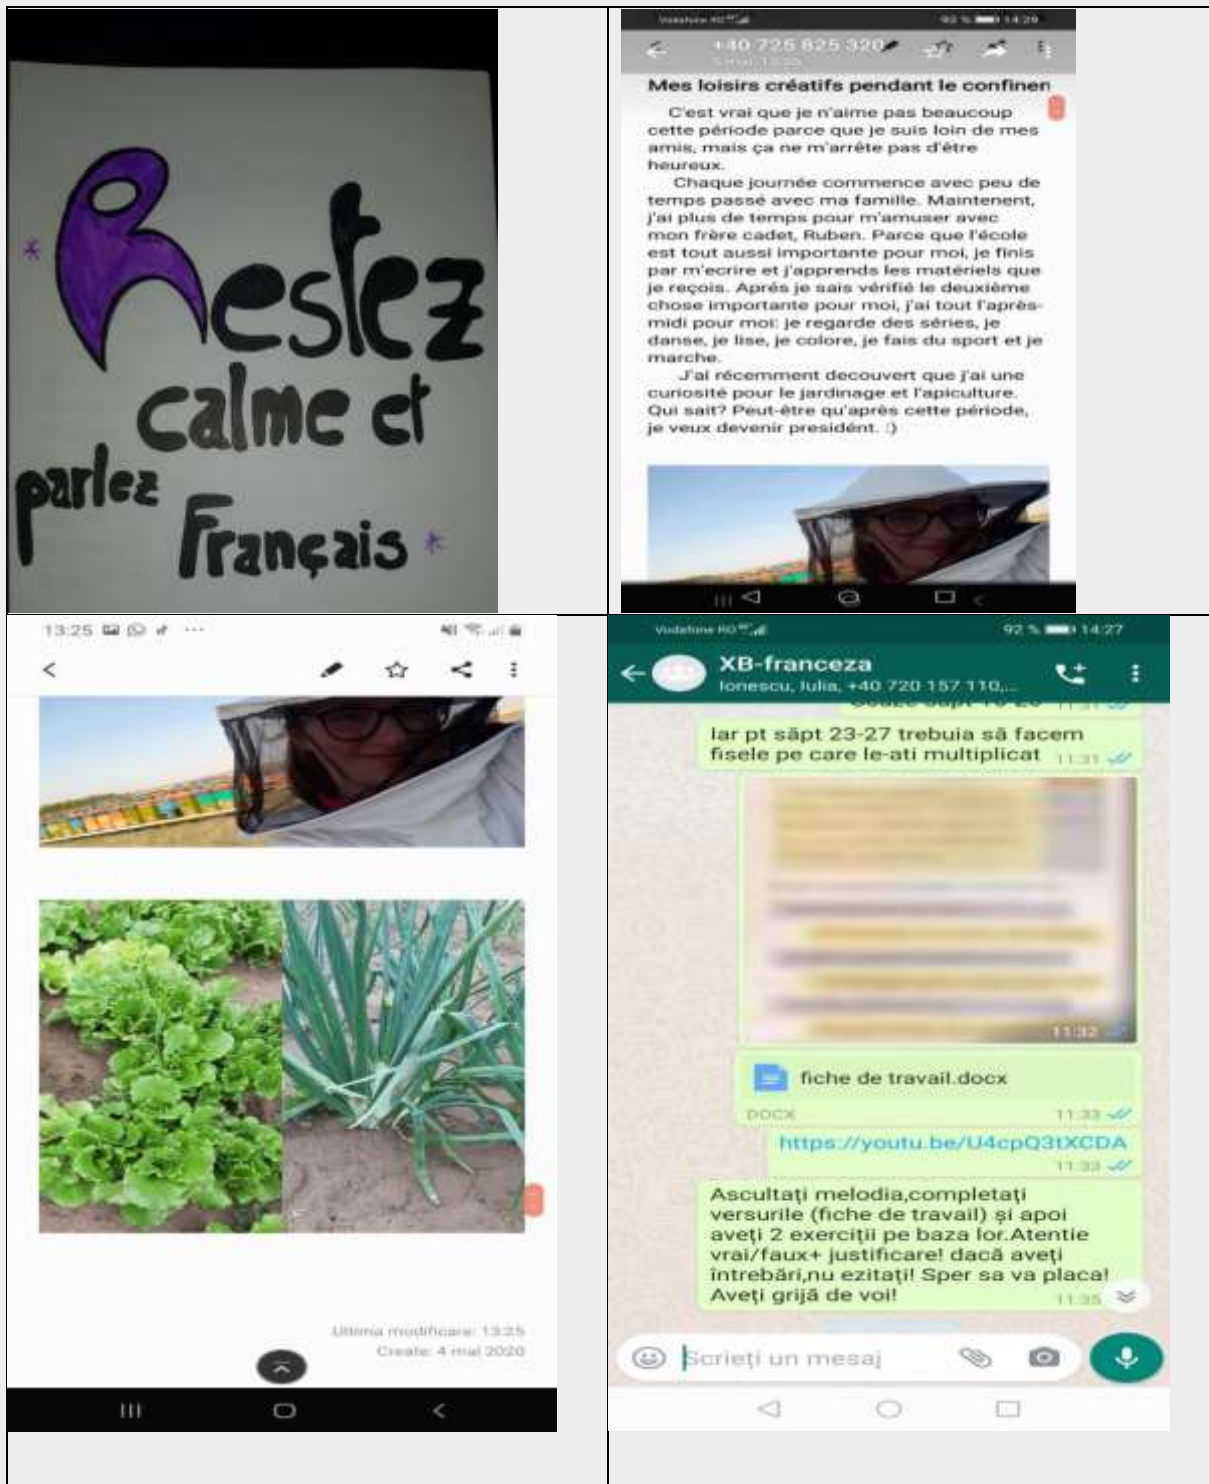 Restez
calme et
parlez
Français
Vodafone RO
92 % 14:29
+40 725 825 320
5 mai, 13:25
Mes loisirs créatifs pendant le confinen
C'est vrai que je n'aime pas beaucoup
cette période parce que je suis loin de mes
amis, mais ça ne m'arrête pas d'être
heureux.
Chaque journée commence avec peu de
temps passé avec ma famille. Maintenent,
j'ai plus de temps pour m'amuser avec
mon frère cadet, Ruben. Parce que l'école
est tout aussi importante pour moi, je finis
par m'ecrire et j'apprends les matériels que
je reçois. Après je sais vérifié le deuxième
chose importante pour moi, j'ai tout l'après-
midi pour moi: je regarde des séries, je
danse, je lise, je colore, je fais du sport et je
marche.
J'ai récemment decouvert que j'ai une
curiosité pour le jardinage et l'apiculture.
Qui sait? Peut-être qu'après cette période,
je veux devenir presidént. :)
13:25
Ultima modificare: 13:25
Create: 4 mai 2020
Vodafone RO
92 % 14:27
XB-franceza
Ionescu, Iulia, +40 720 157 110,...
11:31
Iar pt săpt 23-27 trebuia să facem
fisele pe care le-ati multiplicat 11:31
11:32
fiche de travail.docx
DOCX 11:33
https://youtu.be/U4cpQ3tXCDA
11:33
Ascultați melodia,completați
versurile (fiche de travail) și apoi
aveți 2 exerciții pe baza lor.Atentie
vrai/faux+ justificare! dacă aveți
întrebări,nu ezitați! Sper sa va placa!
Aveți grijă de voi! 11:35
Scrieți un mesaj